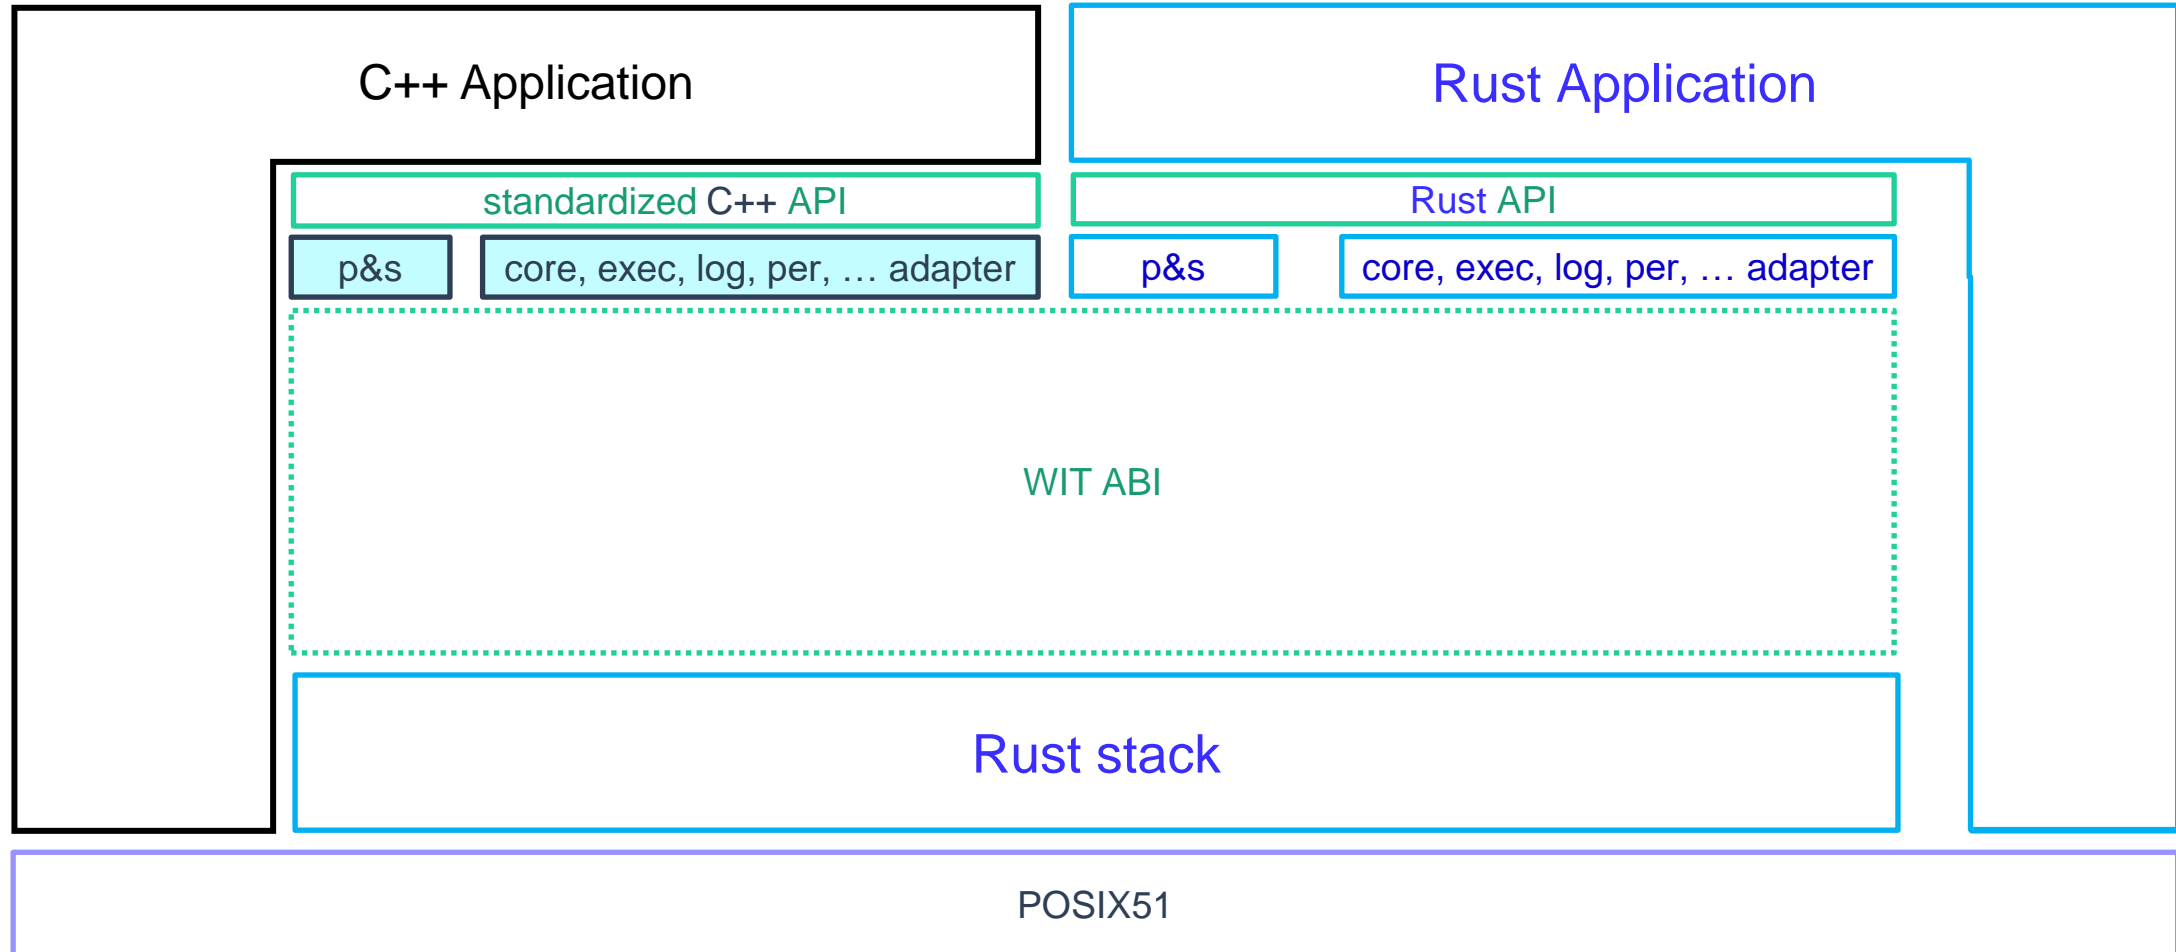 C++ Application
Rust Application
standardized C++ API
Rust API
p&s
core, exec, log, per, … adapter
p&s
core, exec, log, per, … adapter
WIT ABI
Rust stack
POSIX51